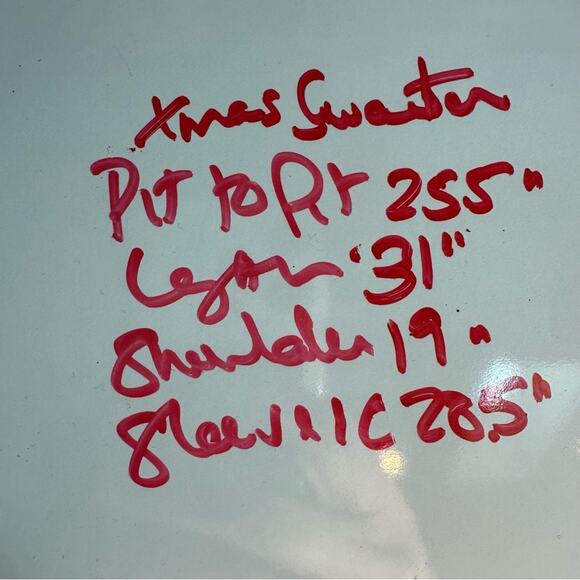 Xmas Sweater
Pit to Pit 25.5"
Length 31"
Shoulder 19"
Sleeve 20.5"